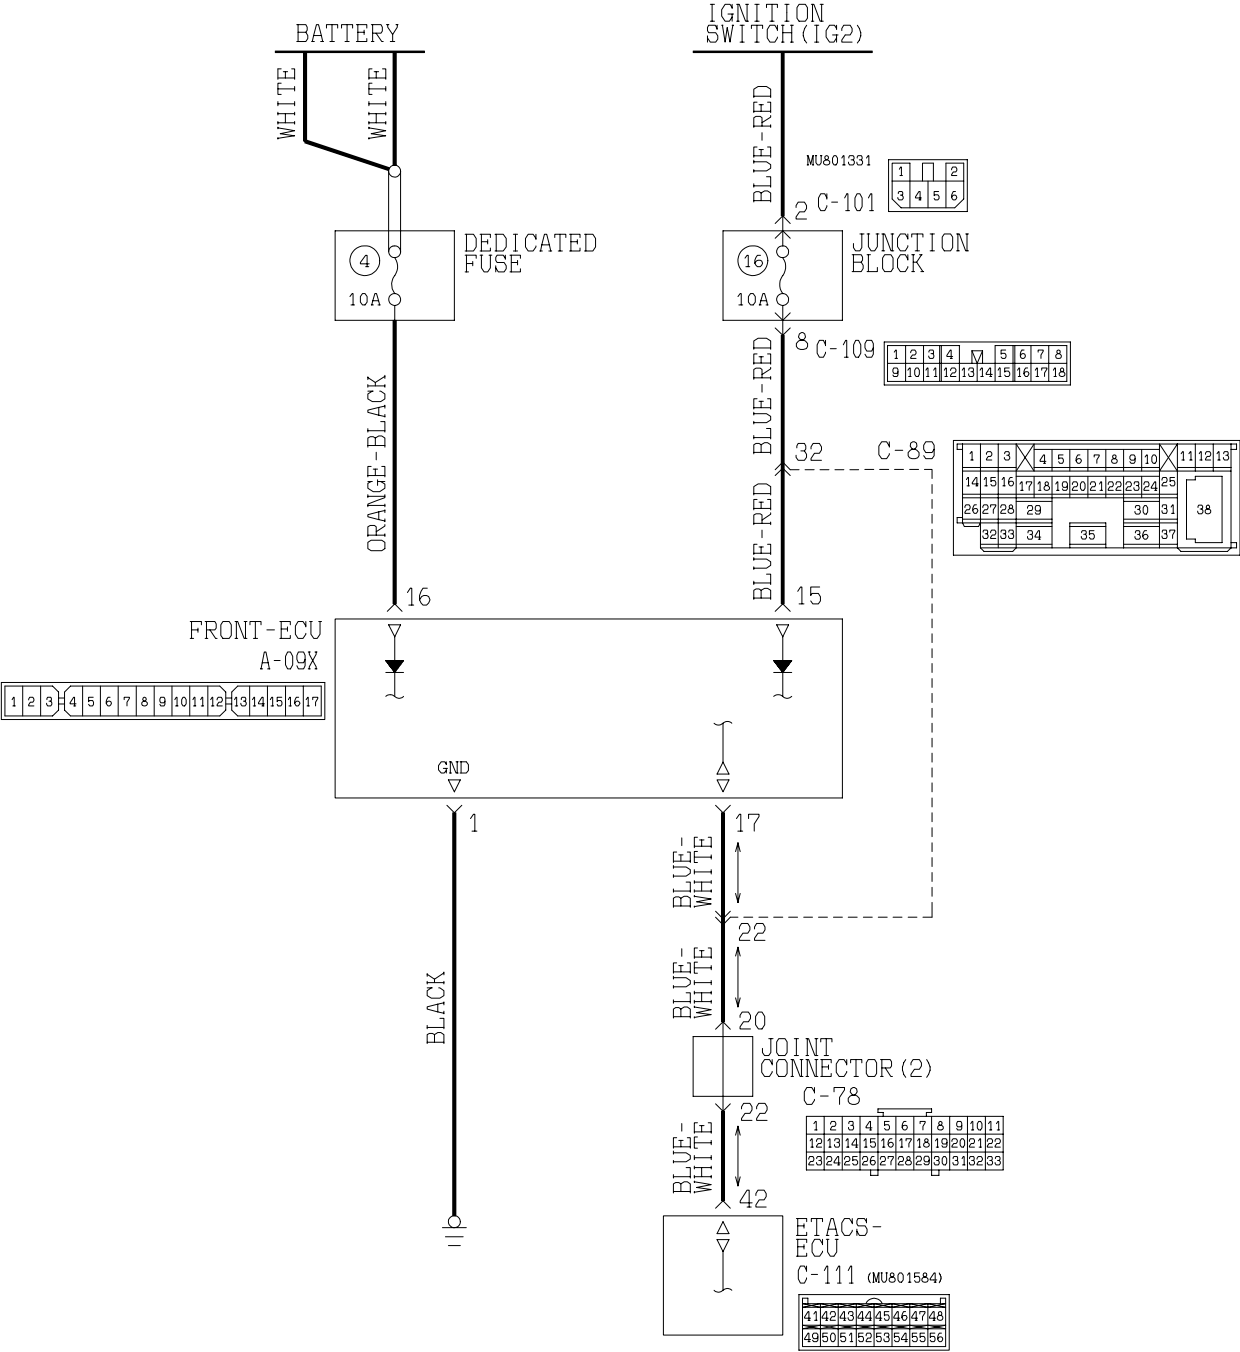 BATTERY
IGNITION
SWITCH(IG2)
WHITE
WHITE
BLUE-RED
MU801331
2
C-101
1 2
3 4 5 6
DEDICATED
FUSE
4
10A
JUNCTION
BLOCK
16
10A
8
C-109
1 2 3 4 5 6 7 8
9 10 11 12 13 14 15 16 17 18
ORANGE-BLACK
BLUE-RED
32
C-89
1 2 3 4 5 6 7 8 9 10 11 12 13
14 15 16 17 18 19 20 21 22 23 24 25
26 27 28 29 30 31 38
32 33 34 35 36 37
BLUE-RED
16
15
FRONT-ECU
A-09X
1 2 3 4 5 6 7 8 9 10 11 12 13 14 15 16 17
GND
1
17
BLUE-
WHITE
22
BLACK
BLUE-
WHITE
20
JOINT
CONNECTOR(2)
C-78
22
1 2 3 4 5 6 7 8 9 10 11
12 13 14 15 16 17 18 19 20 21 22
23 24 25 26 27 28 29 30 31 32 33
BLUE-
WHITE
42
ETACS-
ECU
C-111 (MU801584)
41 42 43 44 45 46 47 48
49 50 51 52 53 54 55 56